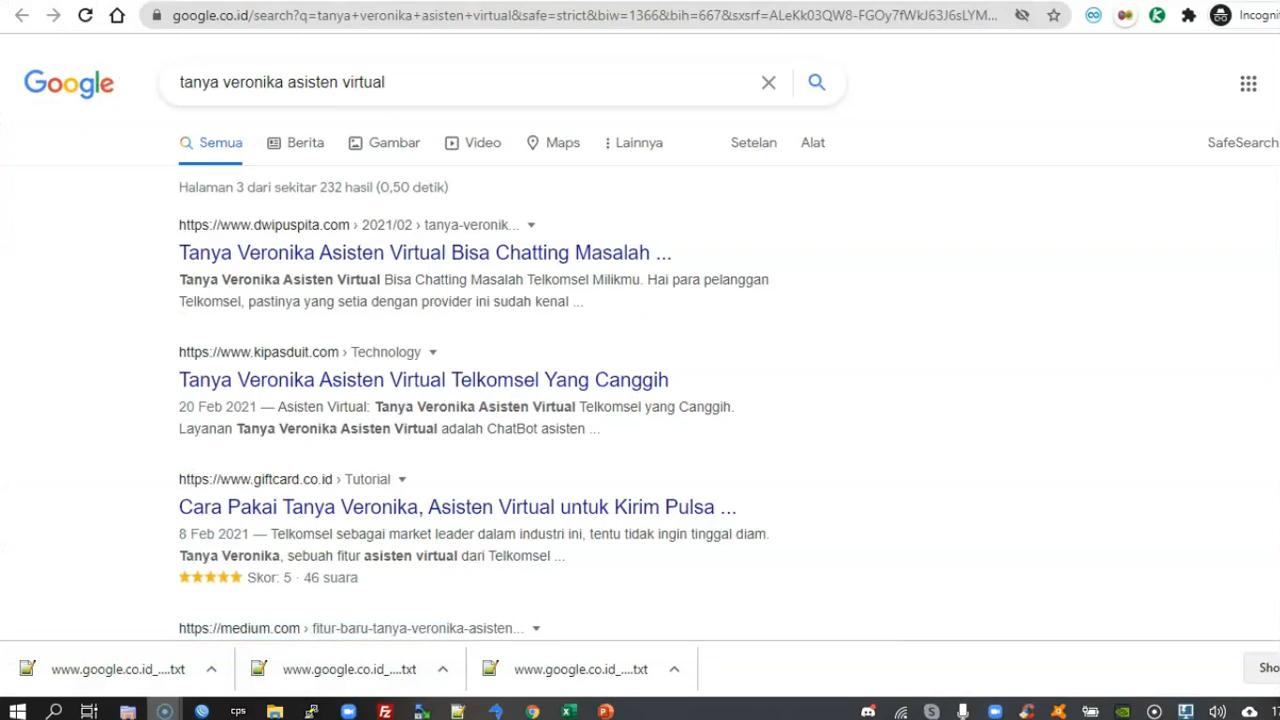 google.co.id/search?q=tanya+veronika+asisten+virtual&safe=strict&biw=1366&bih=667&sxsrf=ALeKk03QW8-FGOy7fWkJ63J6sLYM...
Incogni
Google
tanya veronika asisten virtual
Semua Berita Gambar Video Maps Lainnya Setelan Alat SafeSearch
Halaman 3 dari sekitar 232 hasil (0,50 detik)
https://www.dwipuspita.com › 2021/02 › tanya-veronik...
Tanya Veronika Asisten Virtual Bisa Chatting Masalah ...
Tanya Veronika Asisten Virtual Bisa Chatting Masalah Telkomsel Milikmu. Hai para pelanggan
Telkomsel, pastinya yang setia dengan provider ini sudah kenal ...
https://www.kipasduit.com › Technology
Tanya Veronika Asisten Virtual Telkomsel Yang Canggih
20 Feb 2021 — Asisten Virtual: Tanya Veronika Asisten Virtual Telkomsel yang Canggih.
Layanan Tanya Veronika Asisten Virtual adalah ChatBot asisten ...
https://www.giftcard.co.id › Tutorial
Cara Pakai Tanya Veronika, Asisten Virtual untuk Kirim Pulsa ...
8 Feb 2021 — Telkomsel sebagai market leader dalam industri ini, tentu tidak ingin tinggal diam.
Tanya Veronika, sebuah fitur asisten virtual dari Telkomsel ...
Skor: 5 · 46 suara
https://medium.com › fitur-baru-tanya-veronika-asisten...
www.google.co.id_....txt www.google.co.id_....txt www.google.co.id_....txt Sho
cps